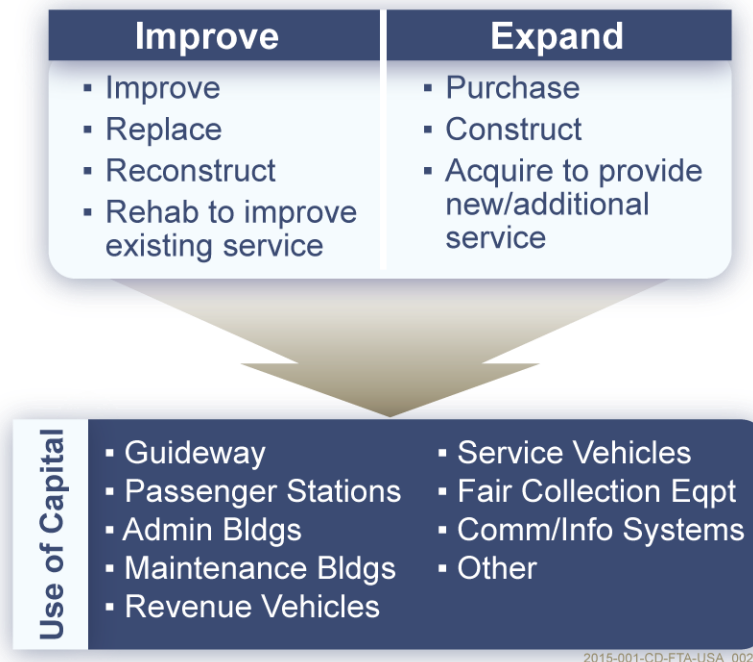 Improve
▪ Improve
▪ Replace
▪ Reconstruct
▪ Rehab to improve
existing service
Expand
▪ Purchase
▪ Construct
▪ Acquire to provide
new/additional
service
Use of Capital
▪ Guideway
▪ Passenger Stations
▪ Admin Bldgs
▪ Maintenance Bldgs
▪ Revenue Vehicles
▪ Service Vehicles
▪ Fair Collection Eqpt
▪ Comm/Info Systems
▪ Other
2015-001-CD-FTA-USA_002